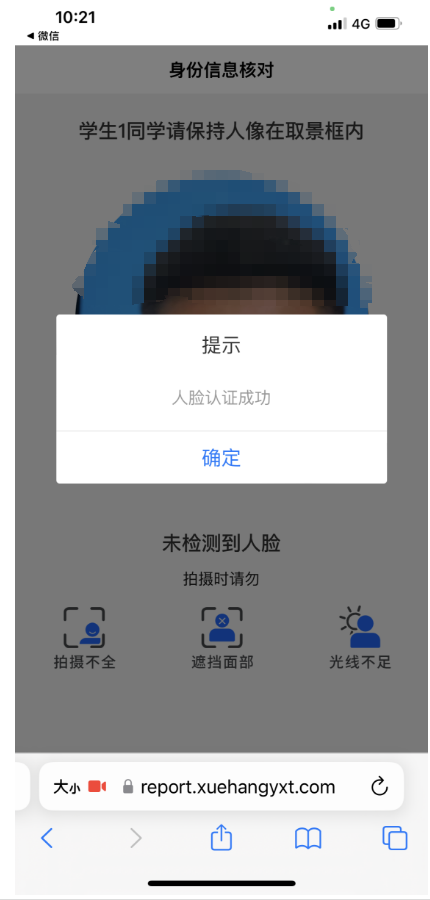 10:21
4G
◀ 微信
身份信息核对
学生1同学请保持人像在取景框内
提示
人脸认证成功
确定
未检测到人脸
拍摄时请勿
拍摄不全 遮挡面部 光线不足
大小 report.xuehangyxt.com